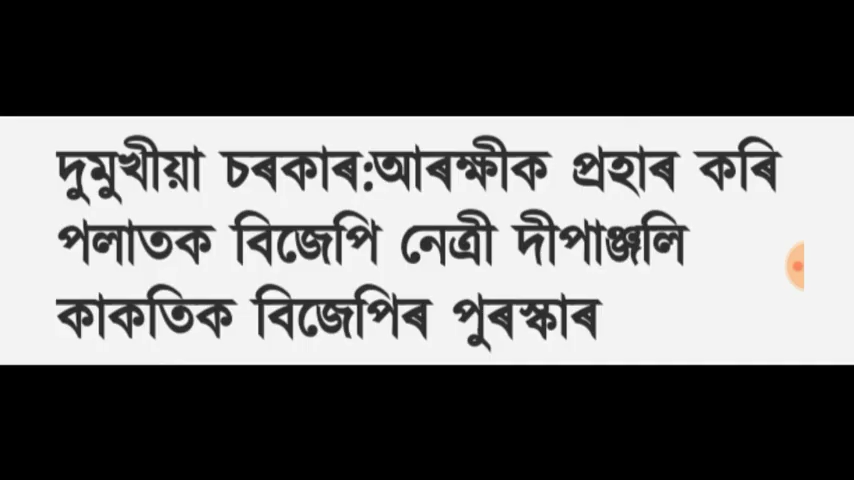 দুমুখীয়া চৰকাৰ:আৰক্ষীক প্ৰহাৰ কৰি
পলাতক বিজেপি নেত্ৰী দীপাঞ্জলি
কাকতিক বিজেপিৰ পুৰস্কাৰ